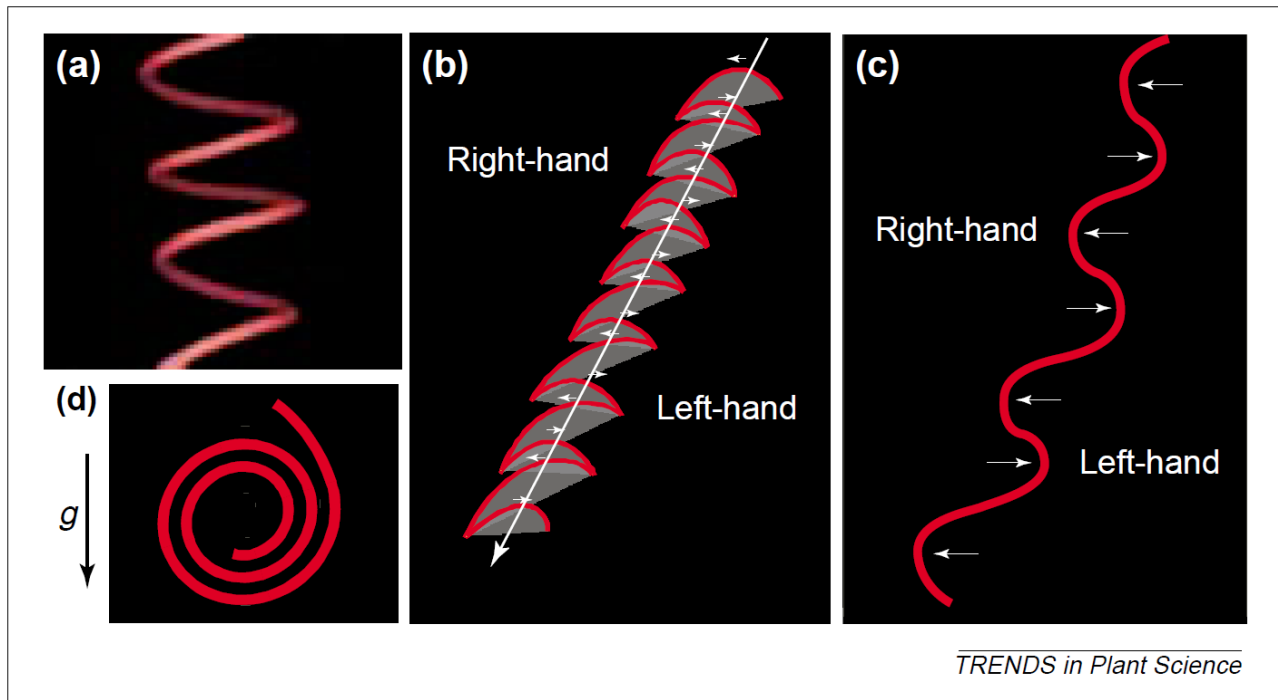 (a)
(b)
Right-hand
Left-hand
(c)
Right-hand
Left-hand
(d)
g
TRENDS in Plant Science